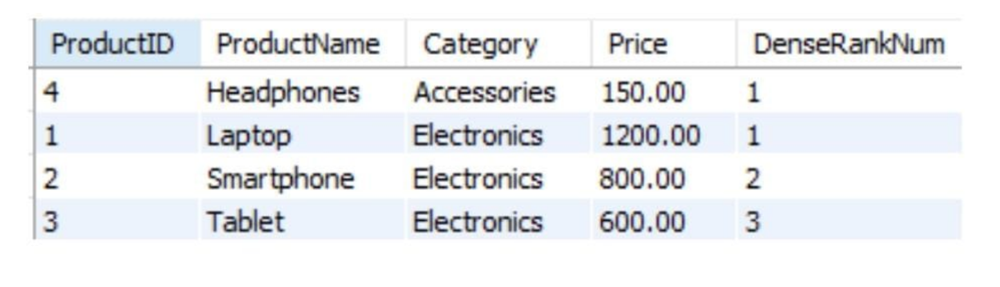 ProductID ProductName Category Price DenseRankNum
4 Headphones Accessories 150.00 1
1 Laptop Electronics 1200.00 1
2 Smartphone Electronics 800.00 2
3 Tablet Electronics 600.00 3